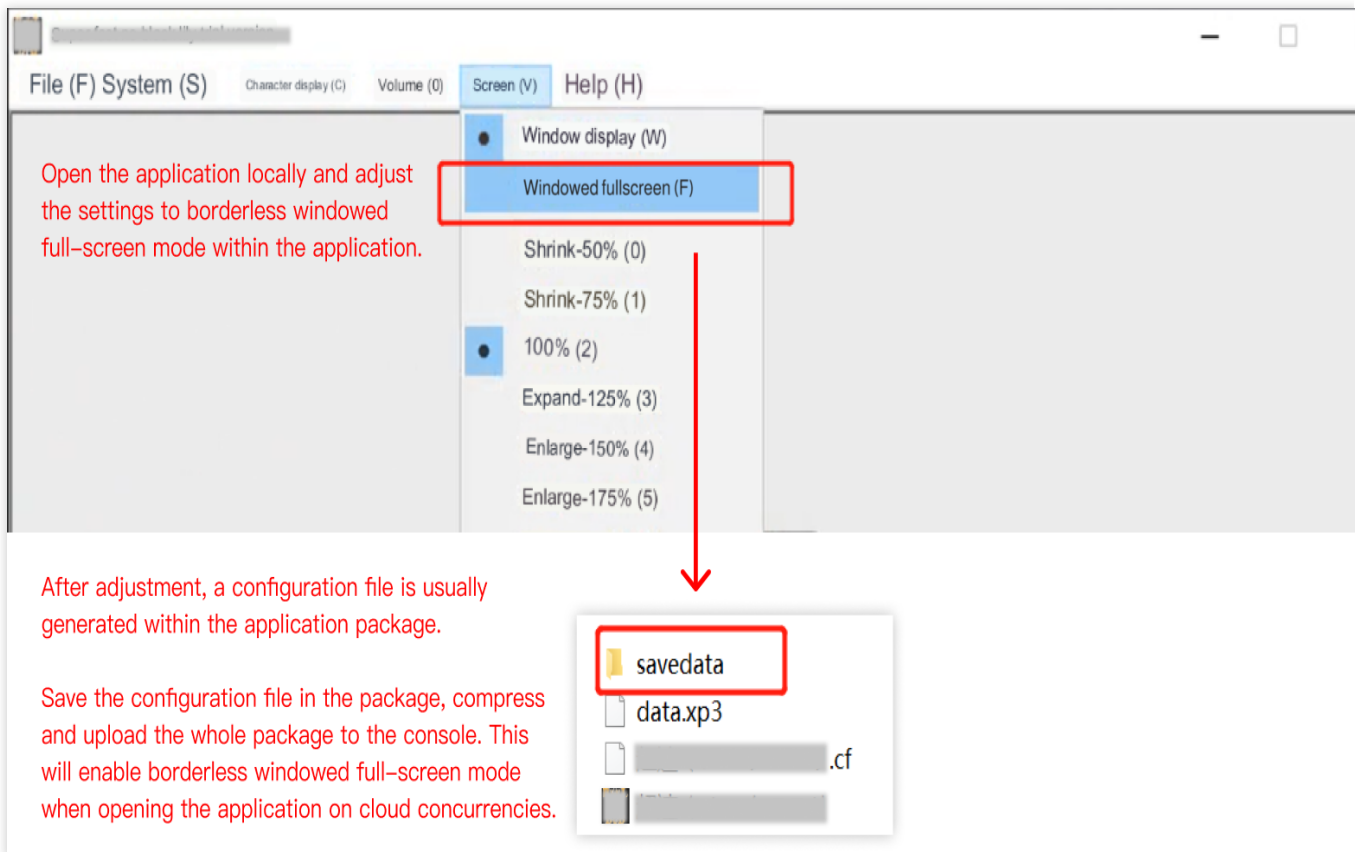 File (F) System (S) Character display (C) Volume (0) Screen (V) Help (H)
Window display (W)
Windowed fullscreen (F)
Shrink-50% (0)
Shrink-75% (1)
100% (2)
Expand-125% (3)
Enlarge-150% (4)
Enlarge-175% (5)
Open the application locally and adjust
the settings to borderless windowed
full-screen mode within the application.
After adjustment, a configuration file is usually
generated within the application package.
Save the configuration file in the package, compress
and upload the whole package to the console. This
will enable borderless windowed full-screen mode
when opening the application on cloud concurrencies.
savedata
data.xp3
.cf